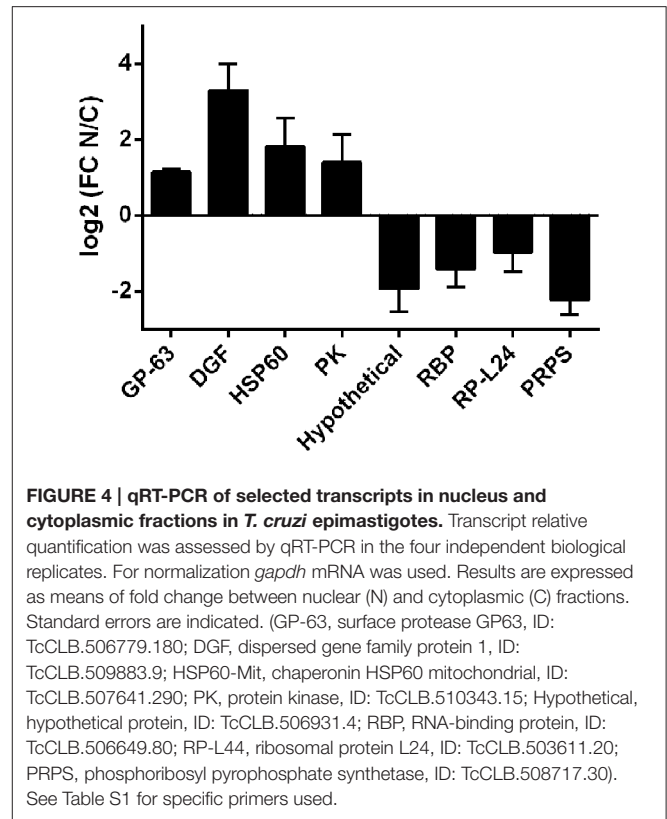 4
2
0
-2
log2 (FC N/C)
GP-63
DGF
HSP60
PK
Hypothetical
RBP
RP-L24
PRPS
FIGURE 4 | qRT-PCR of selected transcripts in nucleus and
cytoplasmic fractions in T. cruzi epimastigotes. Transcript relative
quantification was assessed by qRT-PCR in the four independent biological
replicates. For normalization gapdh mRNA was used. Results are expressed
as means of fold change between nuclear (N) and cytoplasmic (C) fractions.
Standard errors are indicated. (GP-63, surface protease GP63, ID:
TcCLB.506779.180; DGF, dispersed gene family protein 1, ID:
TcCLB.509883.9; HSP60-Mit, chaperonin HSP60 mitochondrial, ID:
TcCLB.507641.290; PK, protein kinase, ID: TcCLB.510343.15; Hypothetical,
hypothetical protein, ID: TcCLB.506931.4; RBP, RNA-binding protein, ID:
TcCLB.506649.80; RP-L44, ribosomal protein L24, ID: TcCLB.503611.20;
PRPS, phosphoribosyl pyrophosphate synthetase, ID: TcCLB.508717.30).
See Table S1 for specific primers used.